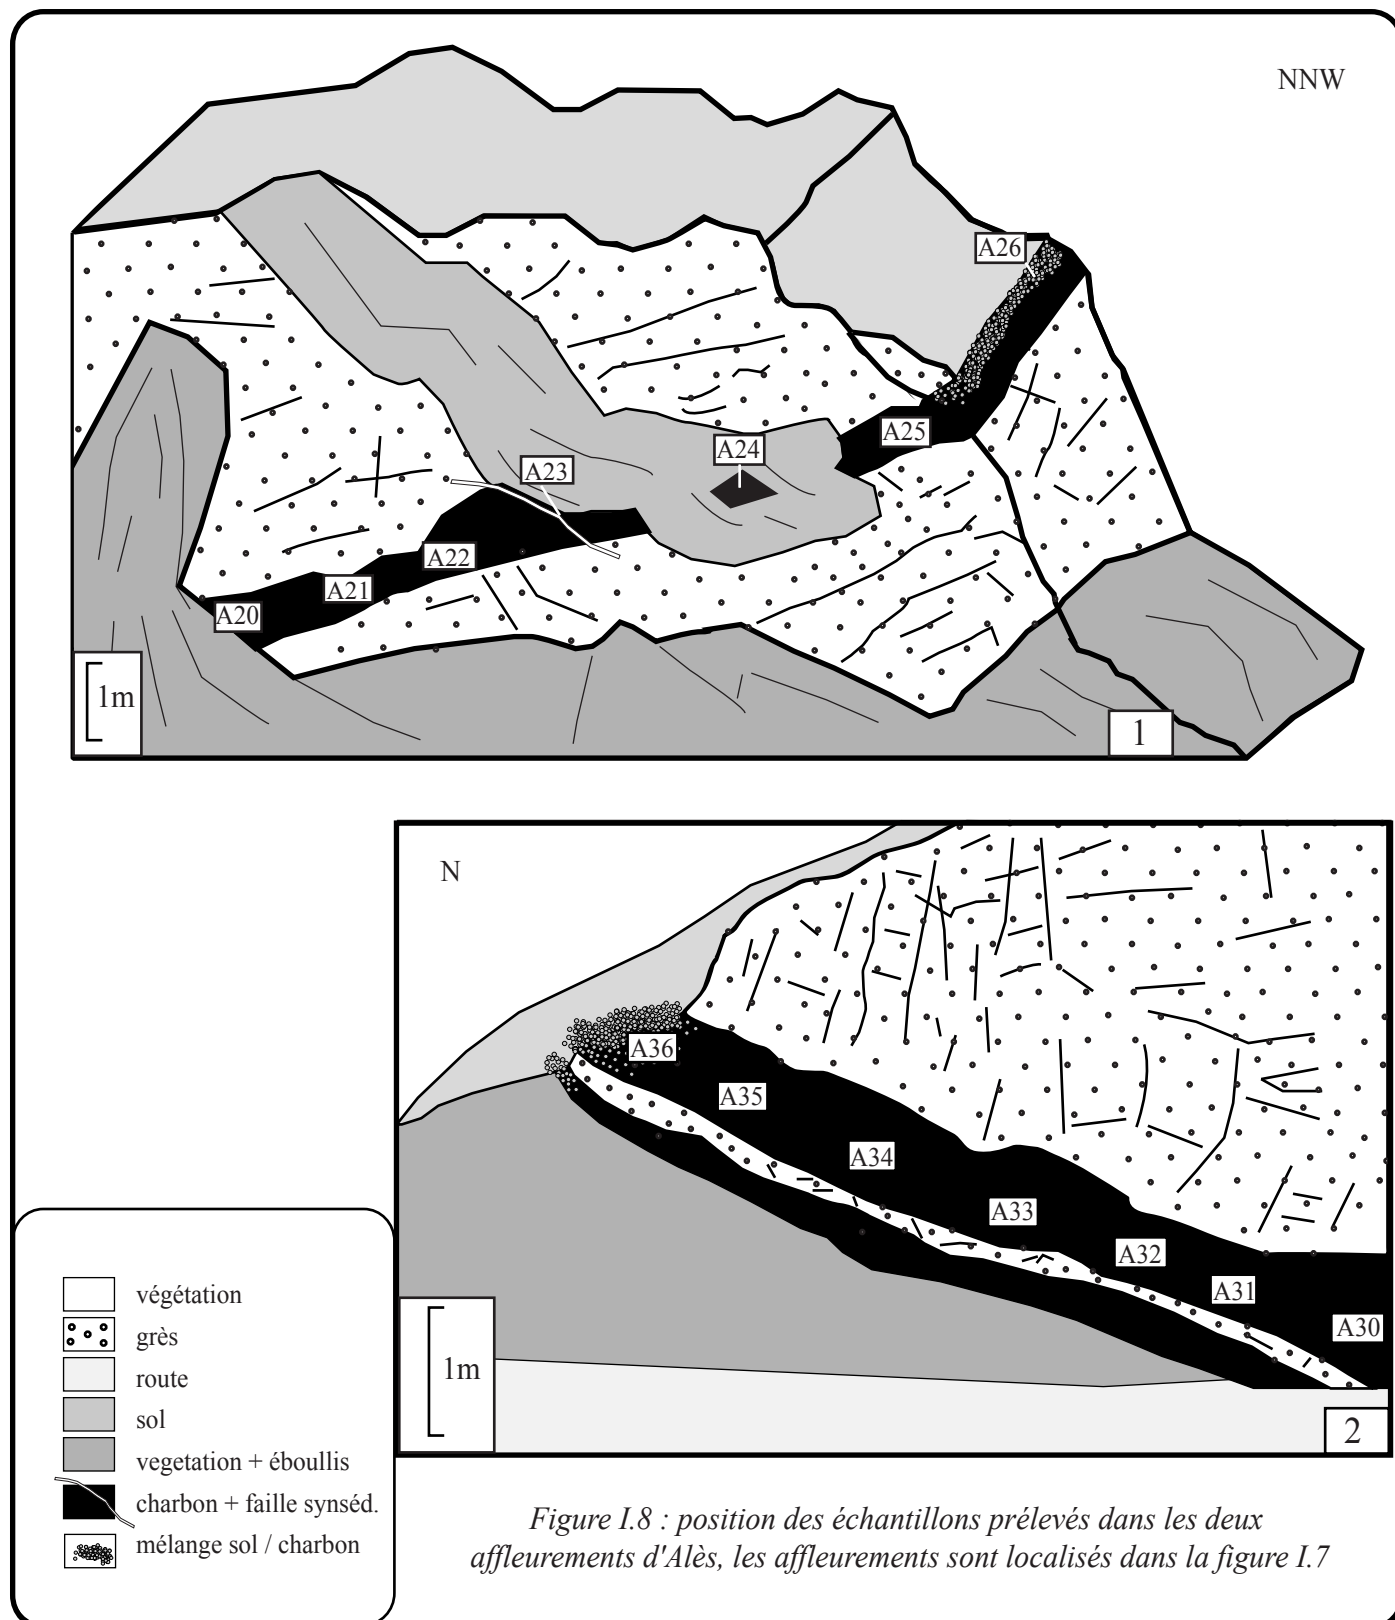 NNW
A26
A25
A24
A23
A22
A21
A20
1m
1
N
A36
A35
A34
A33
A32
A31
A30
1m
2
végétation
grès
route
sol
vegetation + éboullis
charbon + faille synséd.
mélange sol / charbon
Figure I.8 : position des échantillons prélevés dans les deux
affleurements d'Alès, les affleurements sont localisés dans la figure I.7